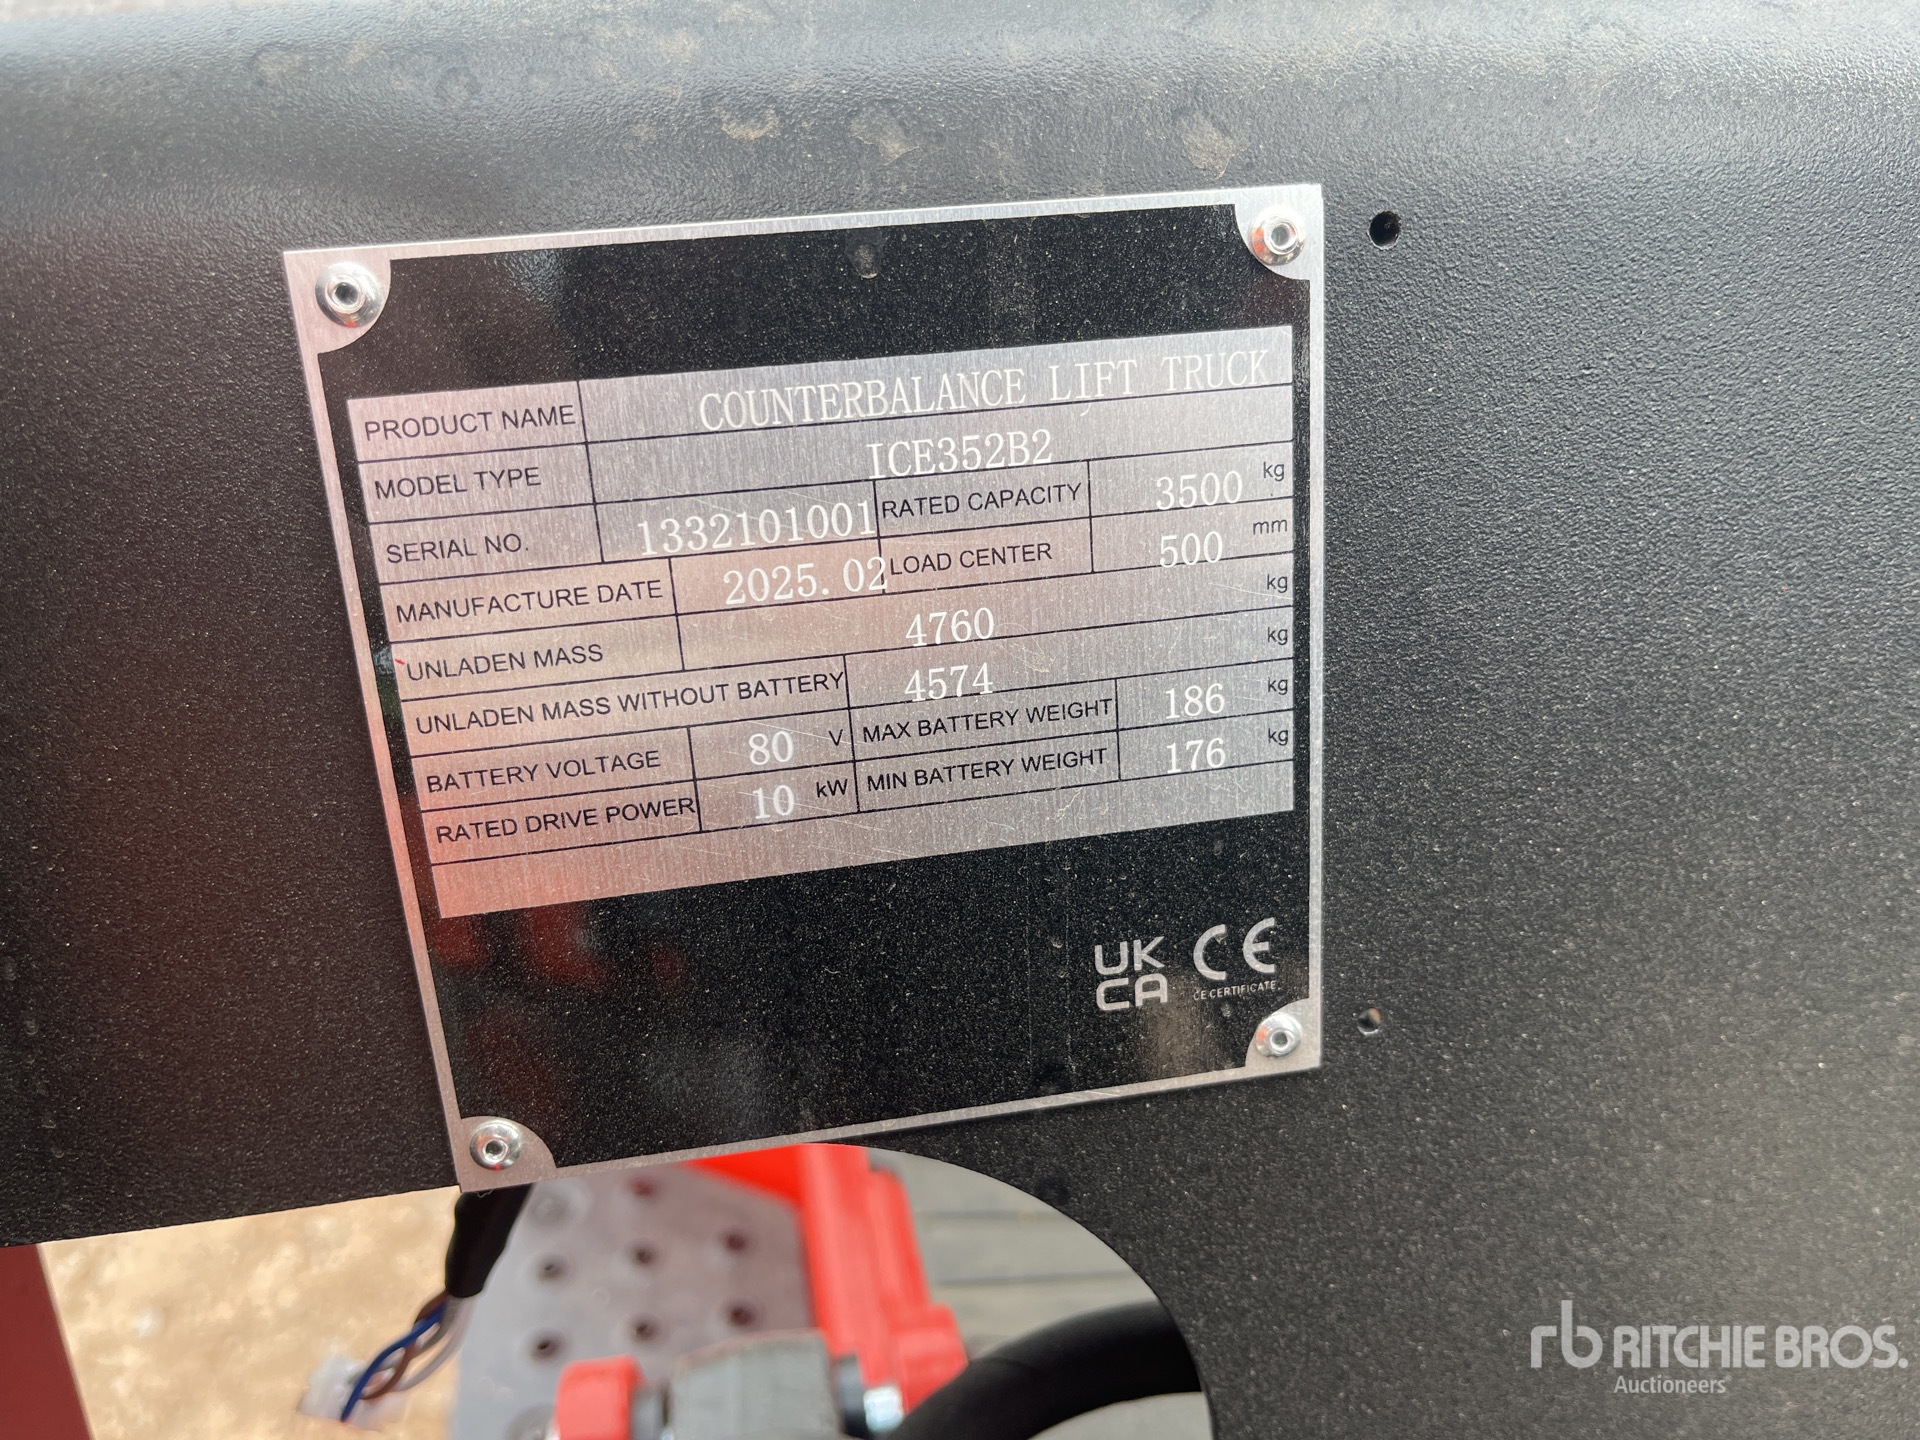 PRODUCT NAME COUNTERBALANCE LIFT TRUCK
MODEL TYPE ICE352B2
SERIAL NO. 1332101001 RATED CAPACITY 3500 kg
MANUFACTURE DATE 2025.02 LOAD CENTER 500 mm
UNLADEN MASS 4760 kg
UNLADEN MASS WITHOUT BATTERY 4574 kg
BATTERY VOLTAGE 80 V MAX BATTERY WEIGHT 186 kg
RATED DRIVE POWER 10 kW MIN BATTERY WEIGHT 176 kg
UK
CA
CE
CE CERTIFICATE
rb RITCHIE BROS.
Auctioneers